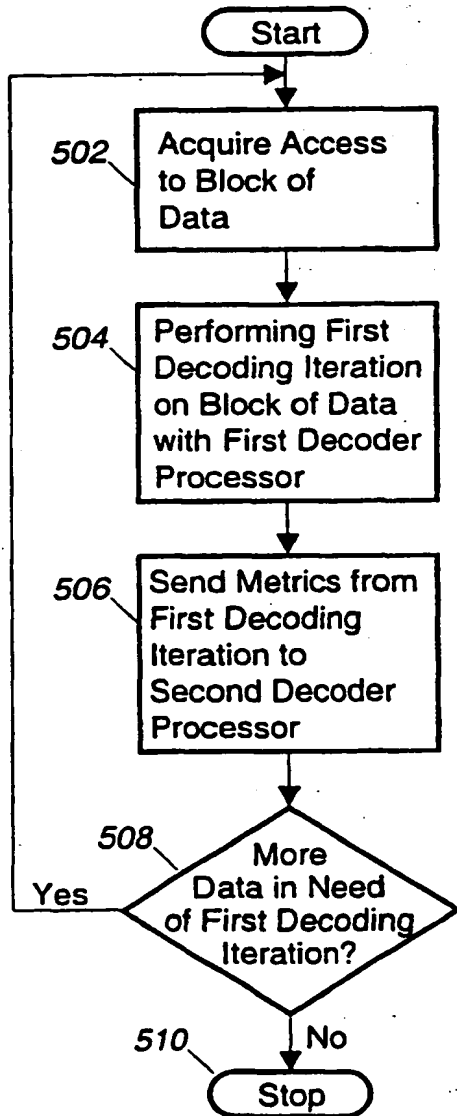 Start
502
Acquire Access
to Block of
Data
504
Performing First
Decoding Iteration
on Block of Data
with First Decoder
Processor
506
Send Metrics from
First Decoding
Iteration to
Second Decoder
Processor
508
More
Data in Need
of First Decoding
Iteration?
Yes
No
510
Stop